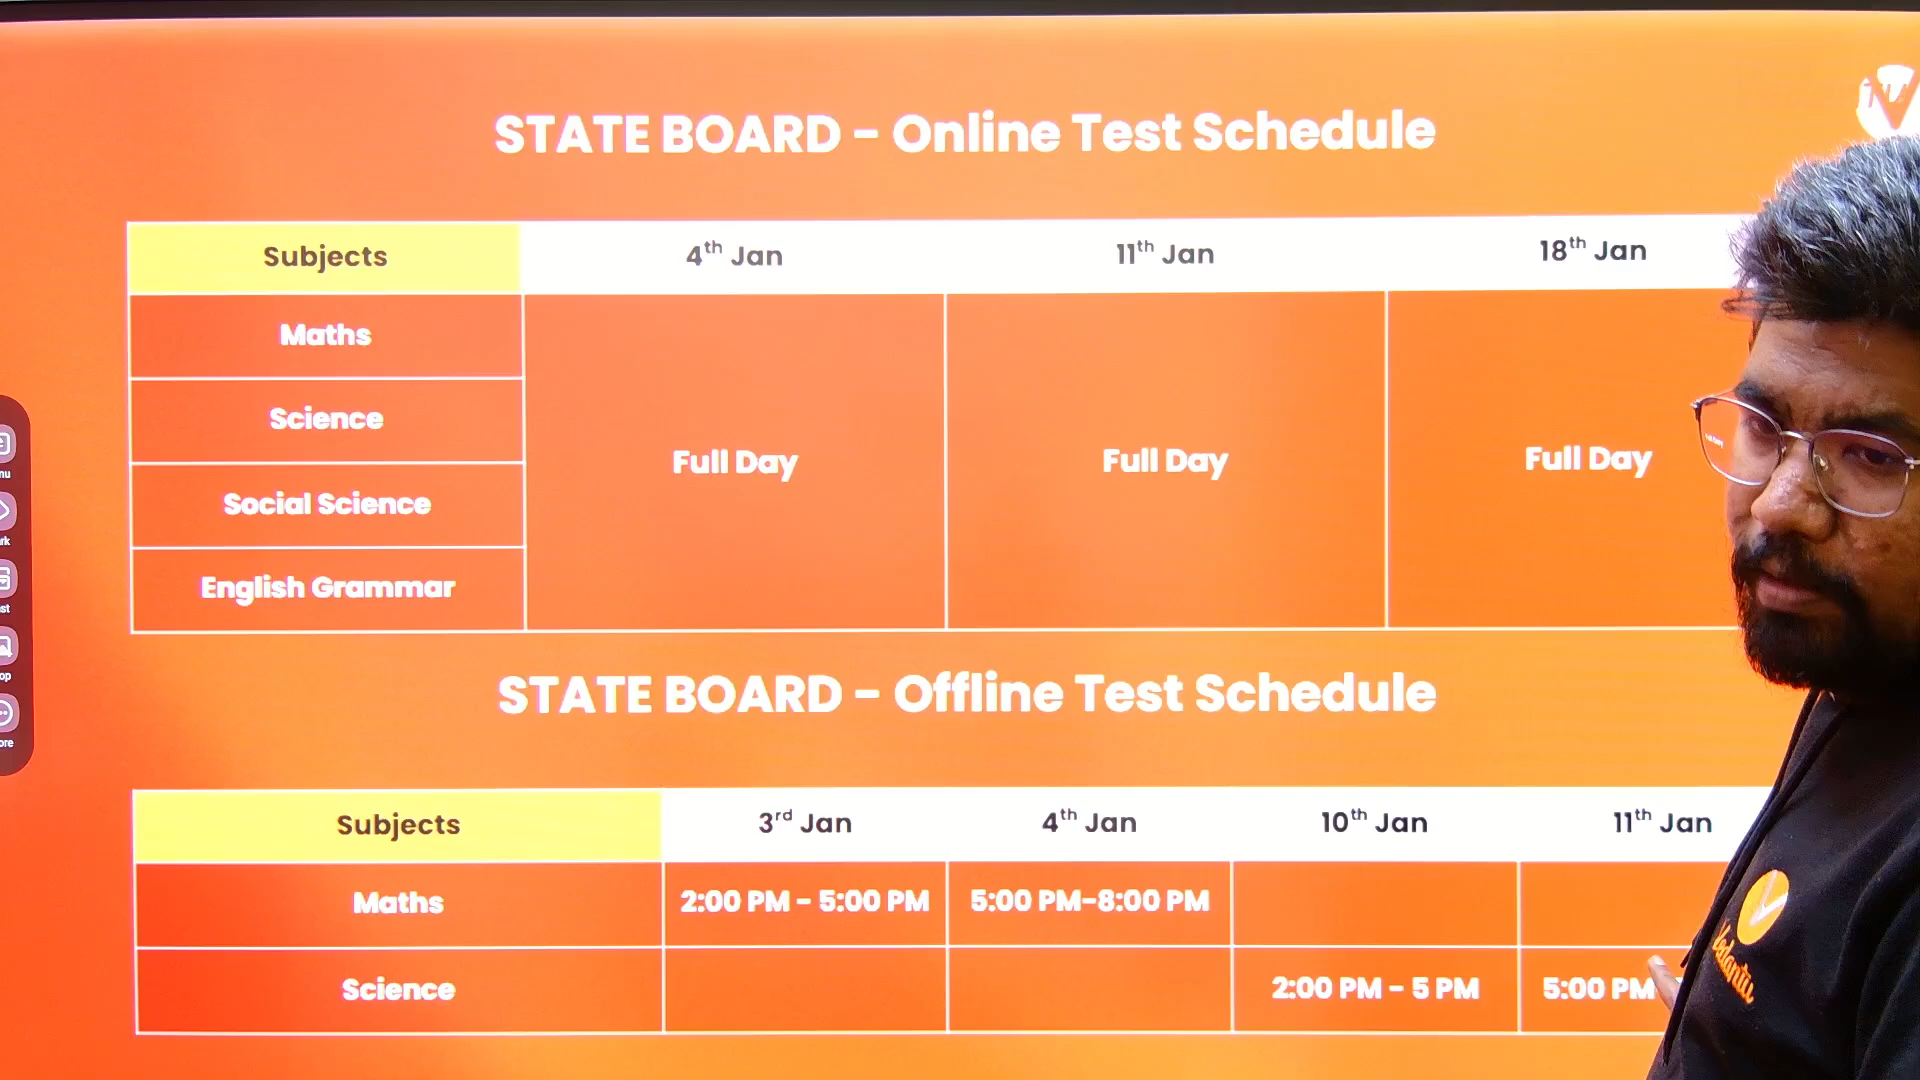 STATE BOARD - Online Test Schedule
Subjects 4th Jan 11th Jan 18th Jan
Maths
Science
Social Science
English Grammar
Full Day Full Day Full Day
STATE BOARD - Offline Test Schedule
Subjects 3rd Jan 4th Jan 10th Jan 11th Jan
Maths 2:00 PM - 5:00 PM 5:00 PM-8:00 PM
Science 2:00 PM - 5 PM 5:00 PM
Vedantu